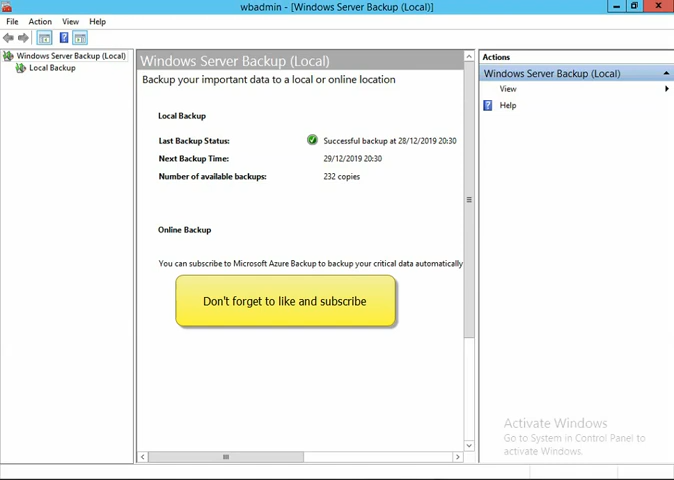 wbadmin - [Windows Server Backup (Local)]
File Action View Help
Windows Server Backup (Local)
Local Backup
Windows Server Backup (Local)
Backup your important data to a local or online location
Local Backup
Last Backup Status: Successful backup at 28/12/2019 20:30
Next Backup Time: 29/12/2019 20:30
Number of available backups: 232 copies
Online Backup
You can subscribe to Microsoft Azure Backup to backup your critical data automatically
Don't forget to like and subscribe
Actions
Windows Server Backup (Local)
View
Help
Activate Windows
Go to System in Control Panel to
activate Windows.